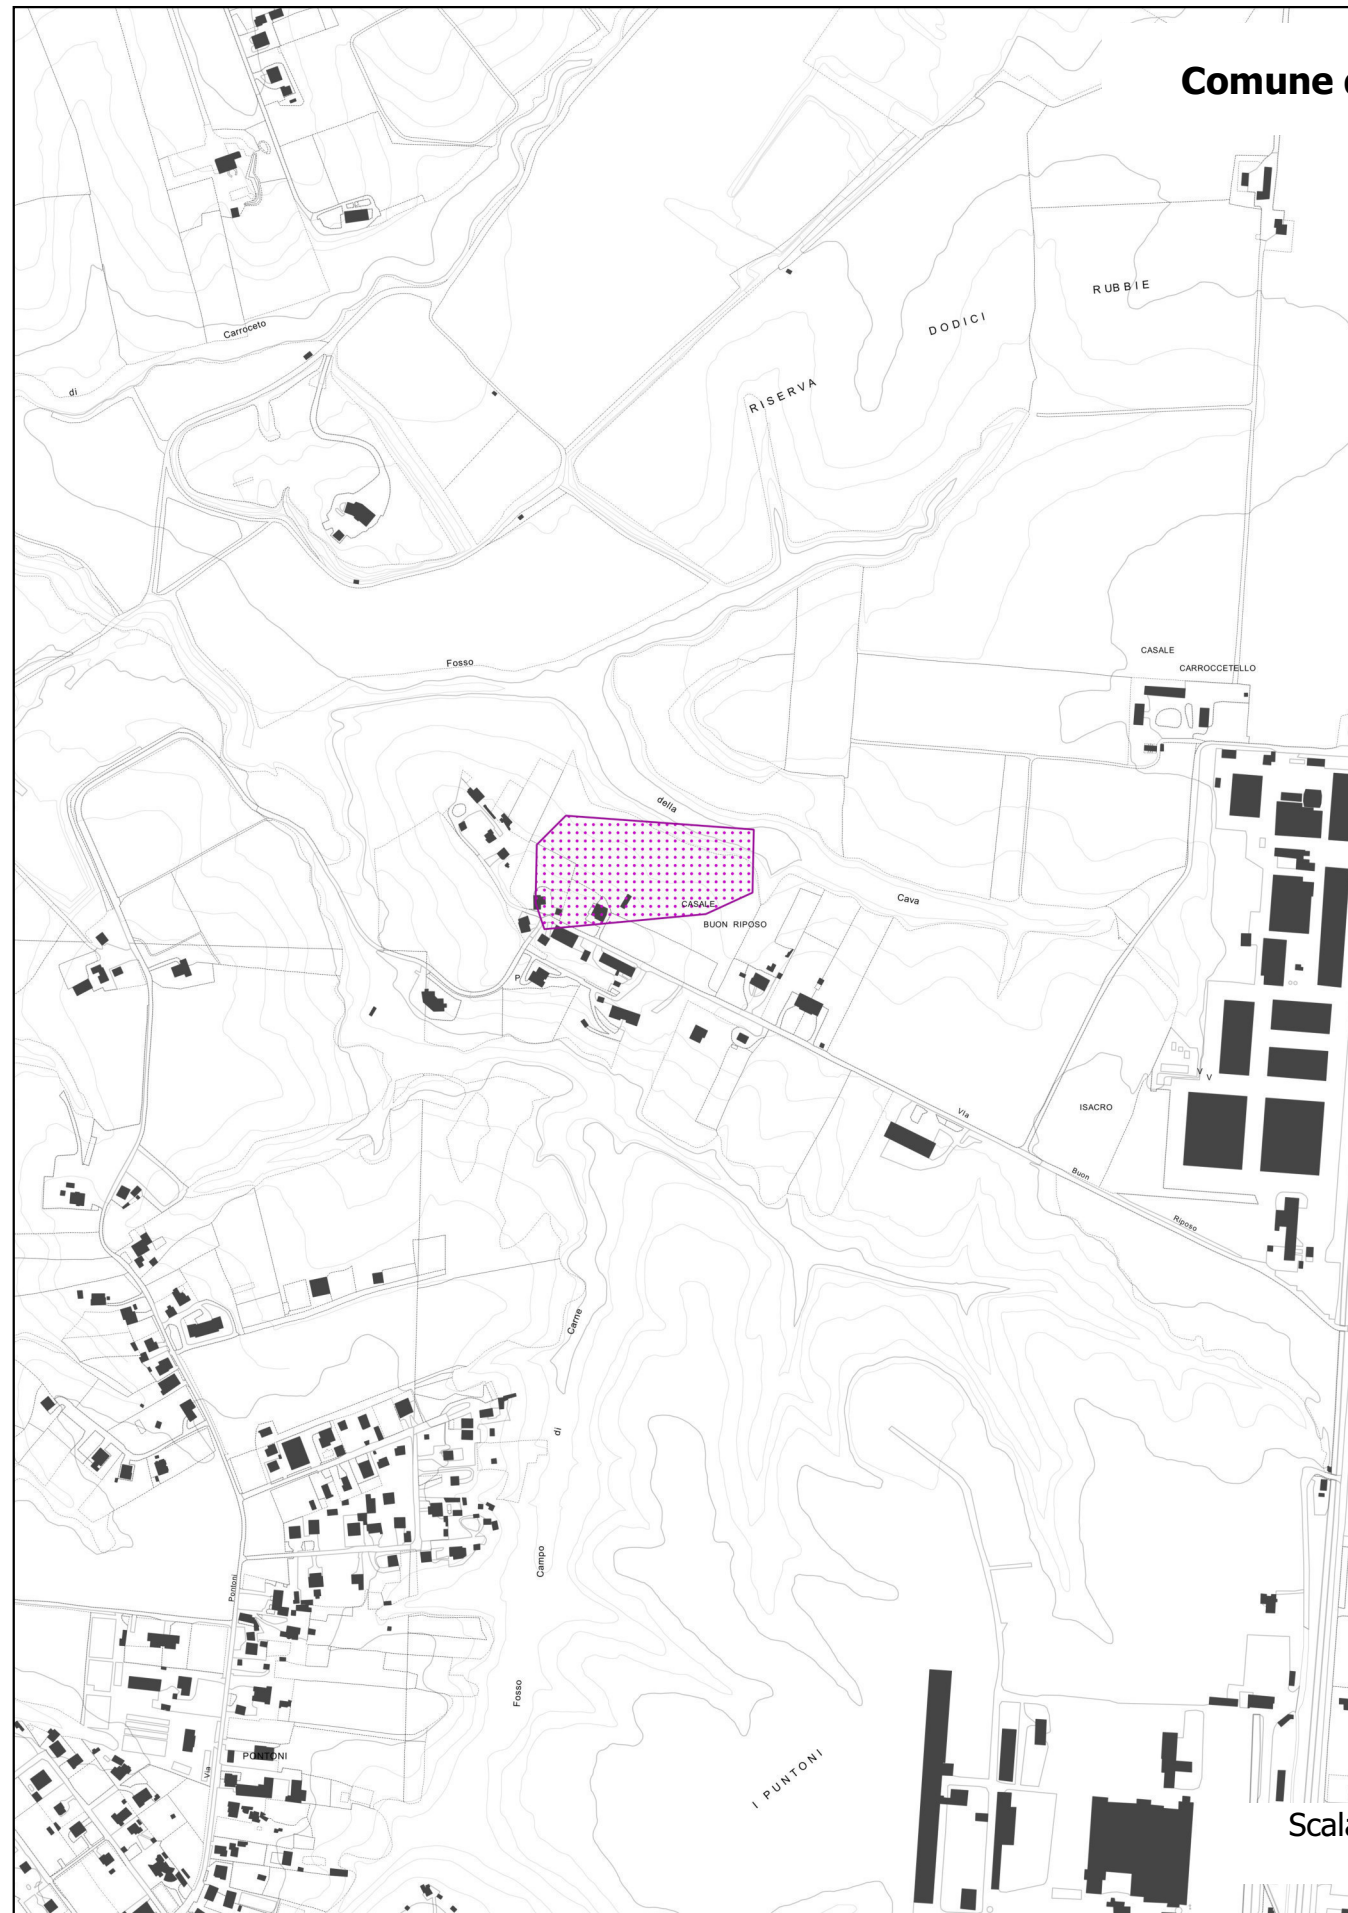 Comune
RUBBIE
DODICI
Carroceto
RISERVA
di
CASALE
Fosso
CARROCCETELLO
della
Cava
CASALE
BUON RIPOSO
P
V
V
ISACRO
Via
Buon
Riposo
Carne
di
Campo
Pontoni
Fosso
PONTONI
Via
I PUNTONI
Scala